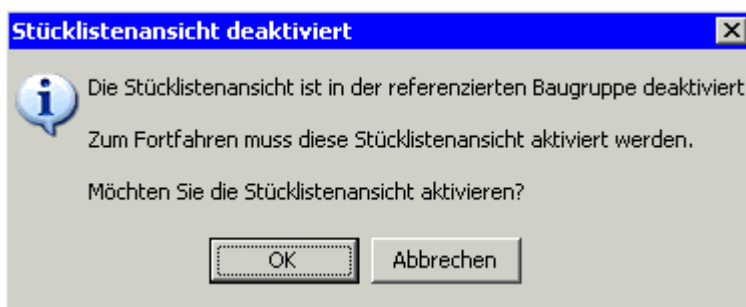 Stücklistenansicht deaktiviert
Die Stücklistenansicht ist in der referenzierten Baugruppe deaktiviert
Zum Fortfahren muss diese Stücklistenansicht aktiviert werden.
Möchten Sie die Stücklistenansicht aktivieren?
OK Abbrechen